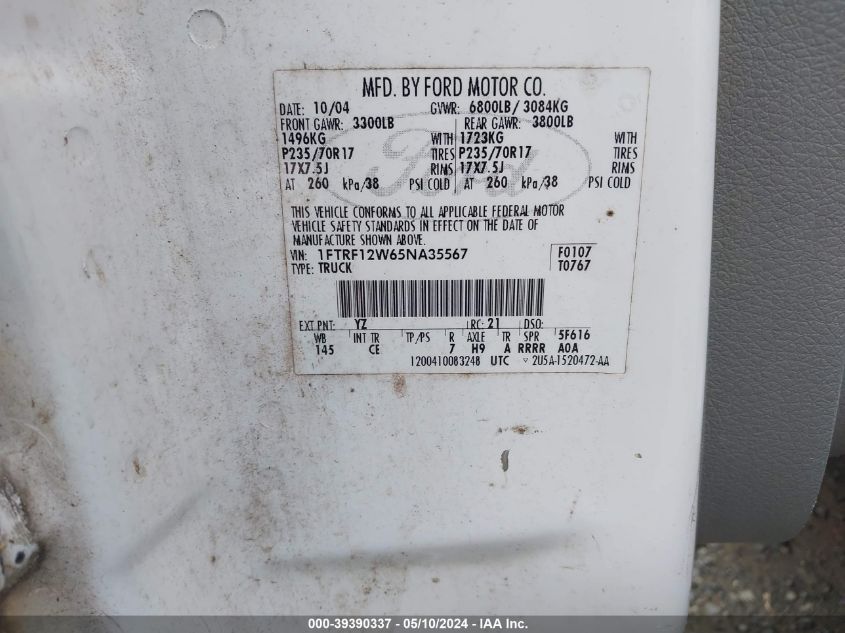 MFD. BY FORD MOTOR CO.
DATE: 10/04 GVWR: 6800LB/ 3084KG
FRONT GAWR: 3300LB REAR GAWR: 3800LB
1496KG WITH 1723KG WITH
P235/70R17 TIRES P235/70R17 TIRES
17X7.5J RIMS 17X7.5J RIMS
AT 260 kPa/38 PSI COLD AT 260 kPa/38 PSI COLD
Ford
THIS VEHICLE CONFORMS TO ALL APPLICABLE FEDERAL MOTOR
VEHICLE SAFETY STANDARDS IN EFFECT ON THE DATE OF
MANUFACTURE SHOWN ABOVE.
VIN: 1FTRF12W65NA35567 F0107
TYPE: TRUCK T0767
EXT PNT: YZ RC: 21 DSO:
WB INT TR TP/PS R AXLE TR SPR 5F616
145 CE 7 H9 A RRRR A0A
1200410083248 UTC ▽ 2U5A-1520472-AA
000-39390337 - 05/10/2024 - IAA Inc.